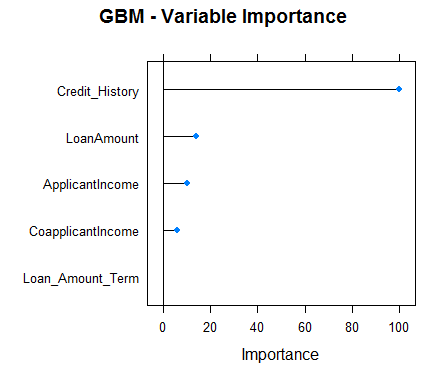 GBM - Variable Importance
Credit_History
LoanAmount
ApplicantIncome
CoapplicantIncome
Loan_Amount_Term
0 20 40 60 80 100
Importance